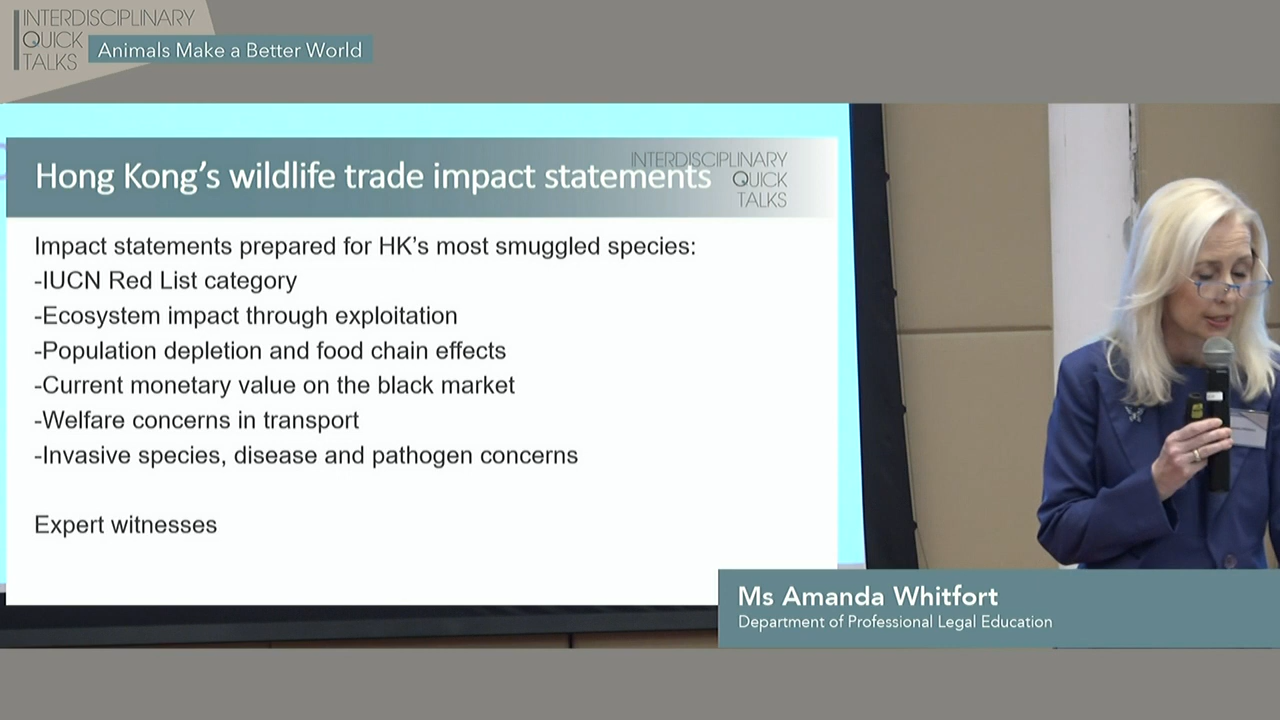 INTERDISCIPLINARY
QUICK
TALKS
Animals Make a Better World
Hong Kong's wildlife trade impact statements
INTERDISCIPLINARY
QUICK
TALKS
Impact statements prepared for HK's most smuggled species:
-IUCN Red List category
-Ecosystem impact through exploitation
-Population depletion and food chain effects
-Current monetary value on the black market
-Welfare concerns in transport
-Invasive species, disease and pathogen concerns
Expert witnesses
Ms Amanda Whitfort
Department of Professional Legal Education